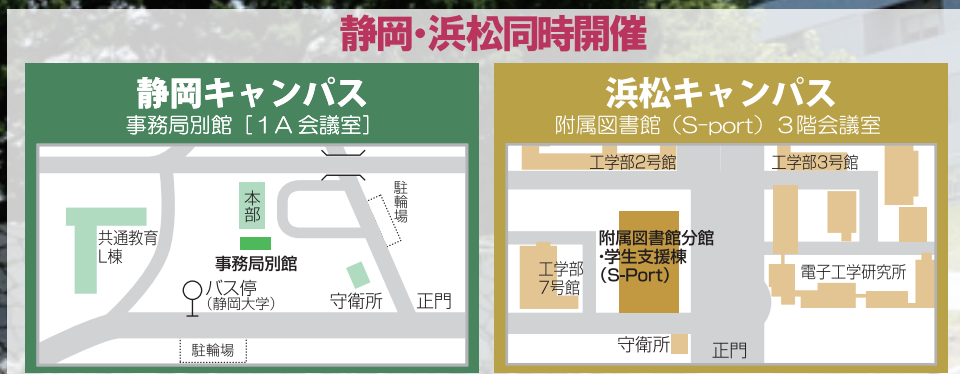 静岡・浜松同時開催
静岡キャンパス
事務局別館［１A 会議室］
本部
駐輪場
共通教育
L棟
事務局別館
バス停
（静岡大学）
守衛所
正門
駐輪場
浜松キャンパス
附属図書館（S-port）３階会議室
工学部2号館
工学部3号館
附属図書館分館
・学生支援棟
（S-Port）
工学部
7号館
電子工学研究所
守衛所
正門